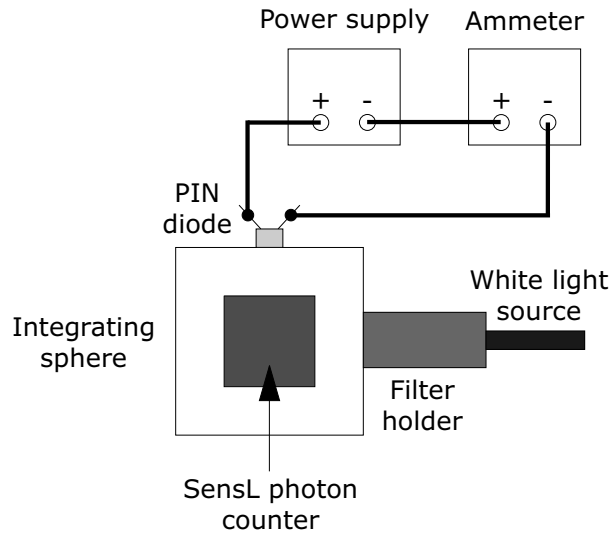 Power supply
Ammeter
+ -
+ -
PIN
diode
Integrating
sphere
White light
source
Filter
holder
SensL photon
counter